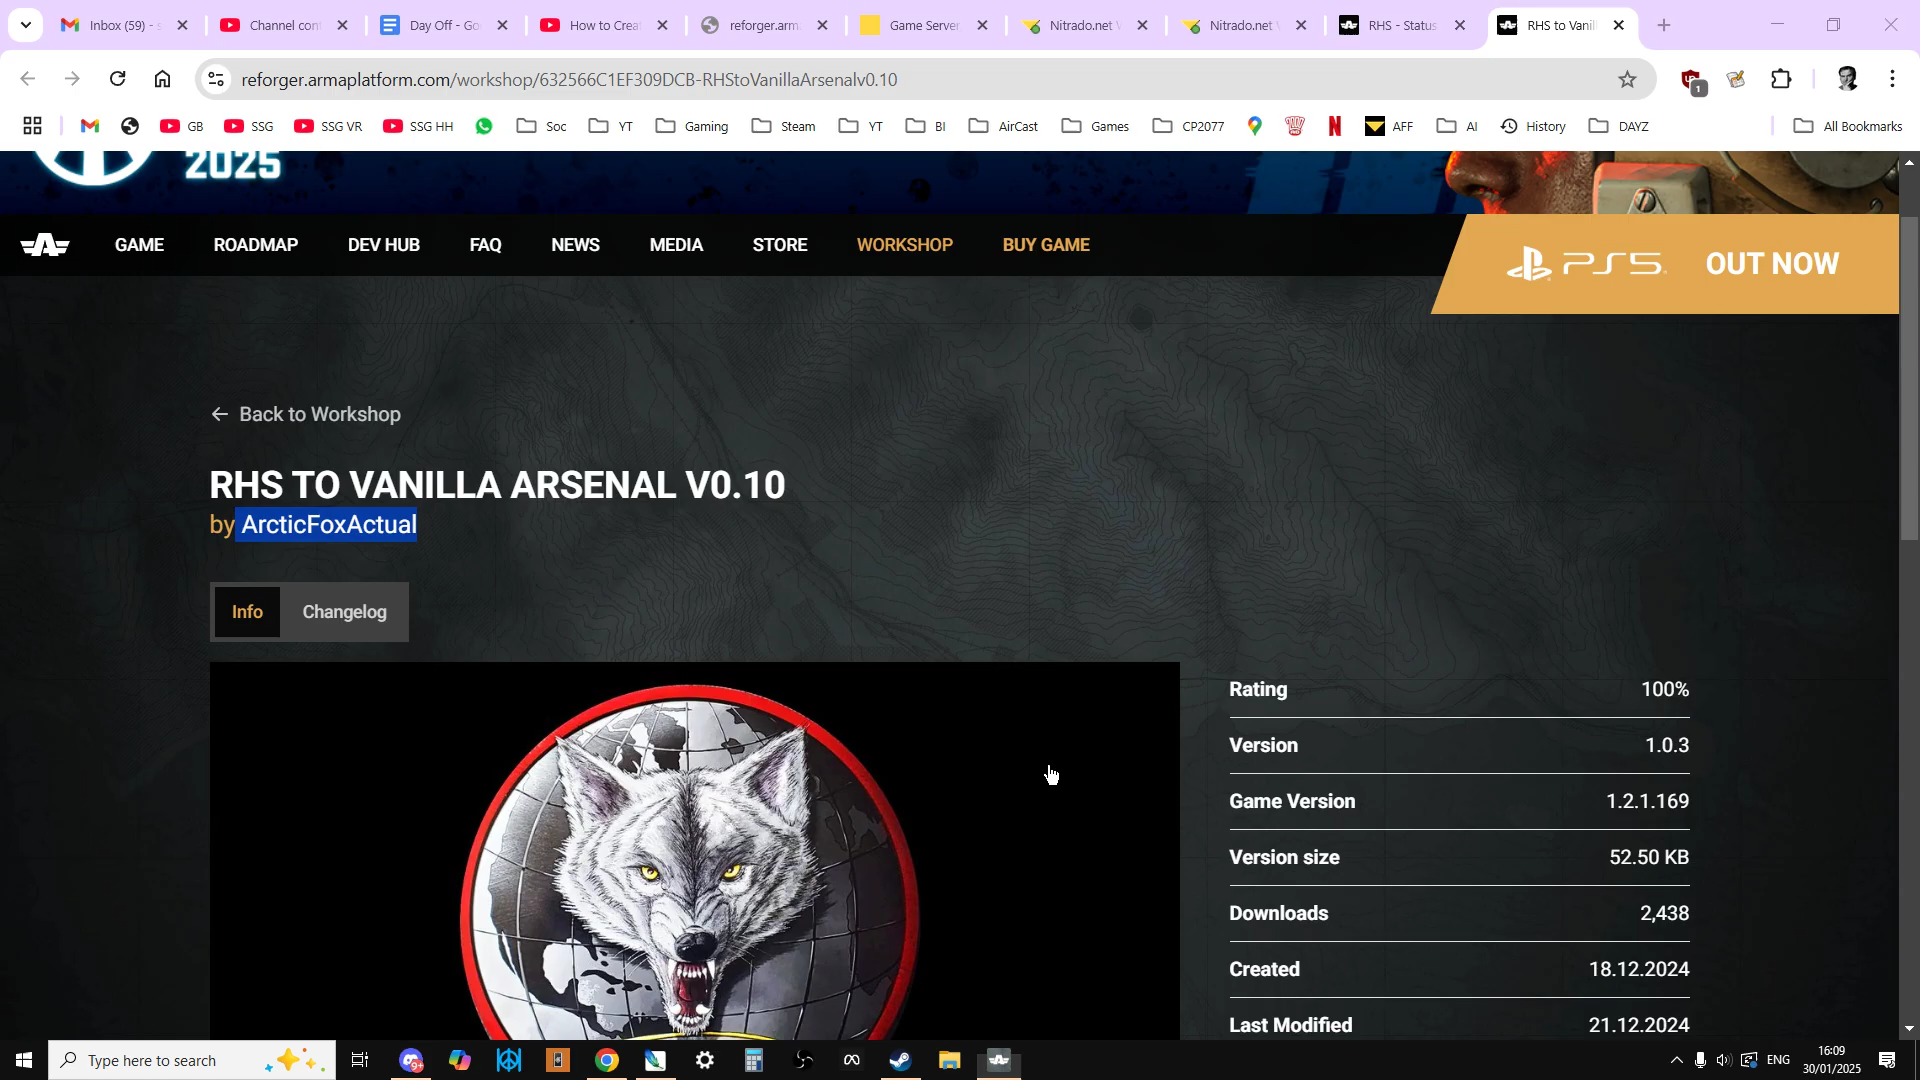 Inbox (59) - s
Channel cont
Day Off - Go
How to Creat
reforger.arm
Game Server
Nitrado.net V
Nitrado.net V
RHS - Status
RHS to Vanil
reforger.armaplatform.com/workshop/632566C1EF309DCB-RHStoVanillaArsenalv0.10
1
GB
SSG
SSG VR
SSG HH
Soc
YT
Gaming
Steam
YT
BI
AirCast
Games
CP2077
AFF
AI
History
DAYZ
All Bookmarks
2025
GAME
ROADMAP
DEV HUB
FAQ
NEWS
MEDIA
STORE
WORKSHOP
BUY GAME
PS5 OUT NOW
← Back to Workshop
RHS TO VANILLA ARSENAL V0.10
by ArcticFoxActual
Info
Changelog
Rating 100%
Version 1.0.3
Game Version 1.2.1.169
Version size 52.50 KB
Downloads 2,438
Created 18.12.2024
Last Modified 21.12.2024
Type here to search
9+
ENG
16:09
30/01/2025